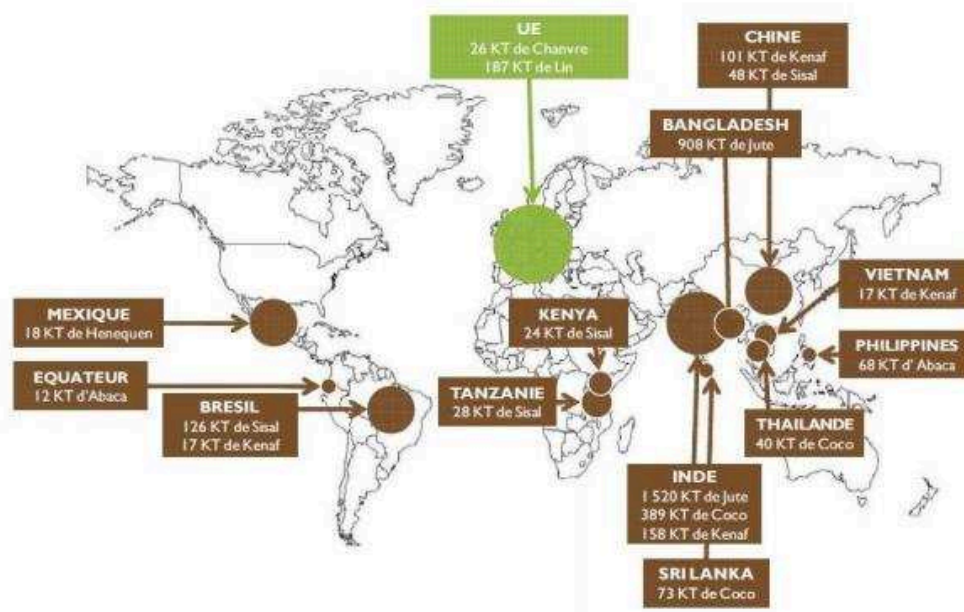 UE
26 KT de Chanvre
187 KT de Lin
CHINE
101 KT de Kenaf
48 KT de Sisal
BANGLADESH
908 KT de Jute
VIETNAM
17 KT de Kenaf
MEXIQUE
18 KT de Henequen
KENYA
24 KT de Sisal
PHILIPPINES
68 KT d' Abaca
EQUATEUR
12 KT d'Abaca
TANZANIE
28 KT de Sisal
BRESIL
126 KT de Sisal
17 KT de Kenaf
THAILANDE
40 KT de Coco
INDE
1 520 KT de Jute
389 KT de Coco
158 KT de Kenaf
SRI LANKA
73 KT de Coco